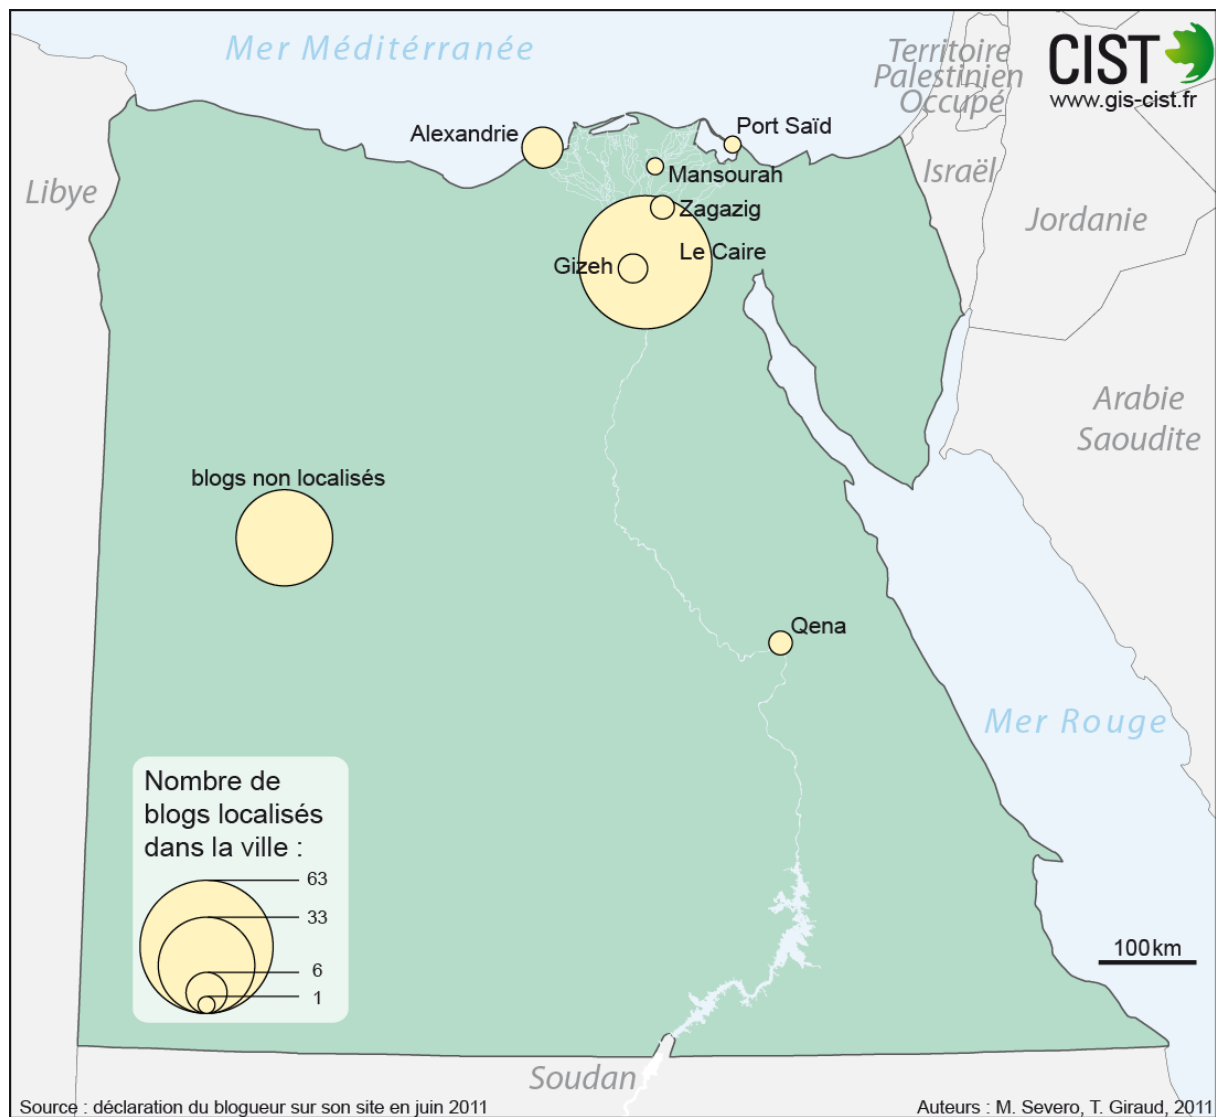 Mer Méditérranée
Territoire
Palestinien
Occupé
CIST
www.gis-cist.fr
Alexandrie
Port Saïd
Mansourah
Israël
Libye
Zagazig
Jordanie
Le Caire
Gizeh
Arabie
Saoudite
blogs non localisés
Qena
Mer Rouge
Nombre de
blogs localisés
dans la ville :
63
33
6
1
100 km
Soudan
Source : déclaration du blogueur sur son site en juin 2011
Auteurs : M. Severo, T. Giraud, 2011